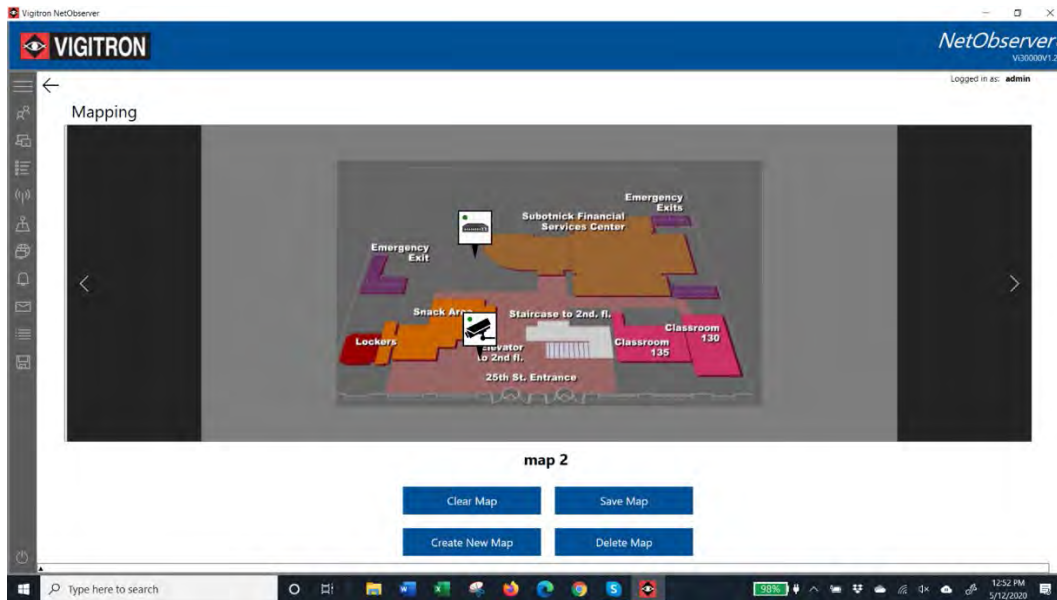 Vigitron NetObserver
VIGITRON
NetObserver
Vi30000V1.2
Logged in as: admin
Mapping
Emergency
Exits
Subotnick Financial
Services Center
Emergency
Exit
Snack Area
Staircase to 2nd. fl.
Lockers
Elevator
to 2nd fl.
Classroom
135
Classroom
130
25th St. Entrance
map 2
Clear Map
Save Map
Create New Map
Delete Map
Type here to search
98%
12:52 PM
5/12/2020